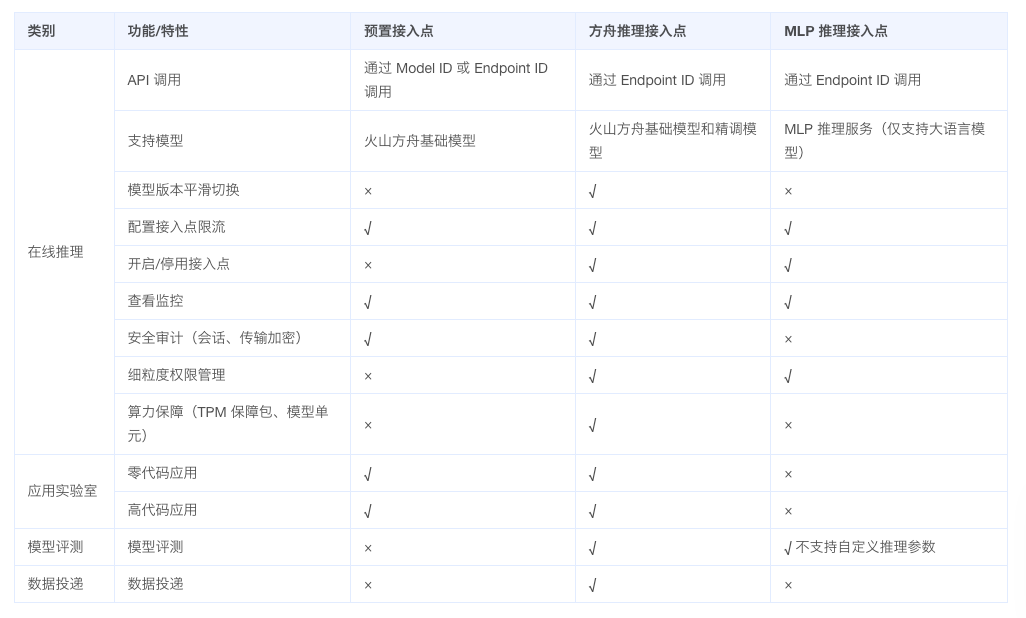 类别 功能/特性 预置接入点 方舟推理接入点 MLP 推理接入点
在线推理
API 调用 通过 Model ID 或 Endpoint ID 调用 通过 Endpoint ID 调用 通过 Endpoint ID 调用
支持模型 火山方舟基础模型 火山方舟基础模型和精调模型 MLP 推理服务（仅支持大语言模型）
模型版本平滑切换 × √ ×
配置接入点限流 √ √ √
开启/停用接入点 × √ √
查看监控 √ √ √
安全审计（会话、传输加密） √ √ ×
细粒度权限管理 × √ √
算力保障（TPM 保障包、模型单元） × √ ×
应用实验室
零代码应用 √ √ ×
高代码应用 √ √ ×
模型评测 模型评测 × √ √ 不支持自定义推理参数
数据投递 数据投递 × √ ×